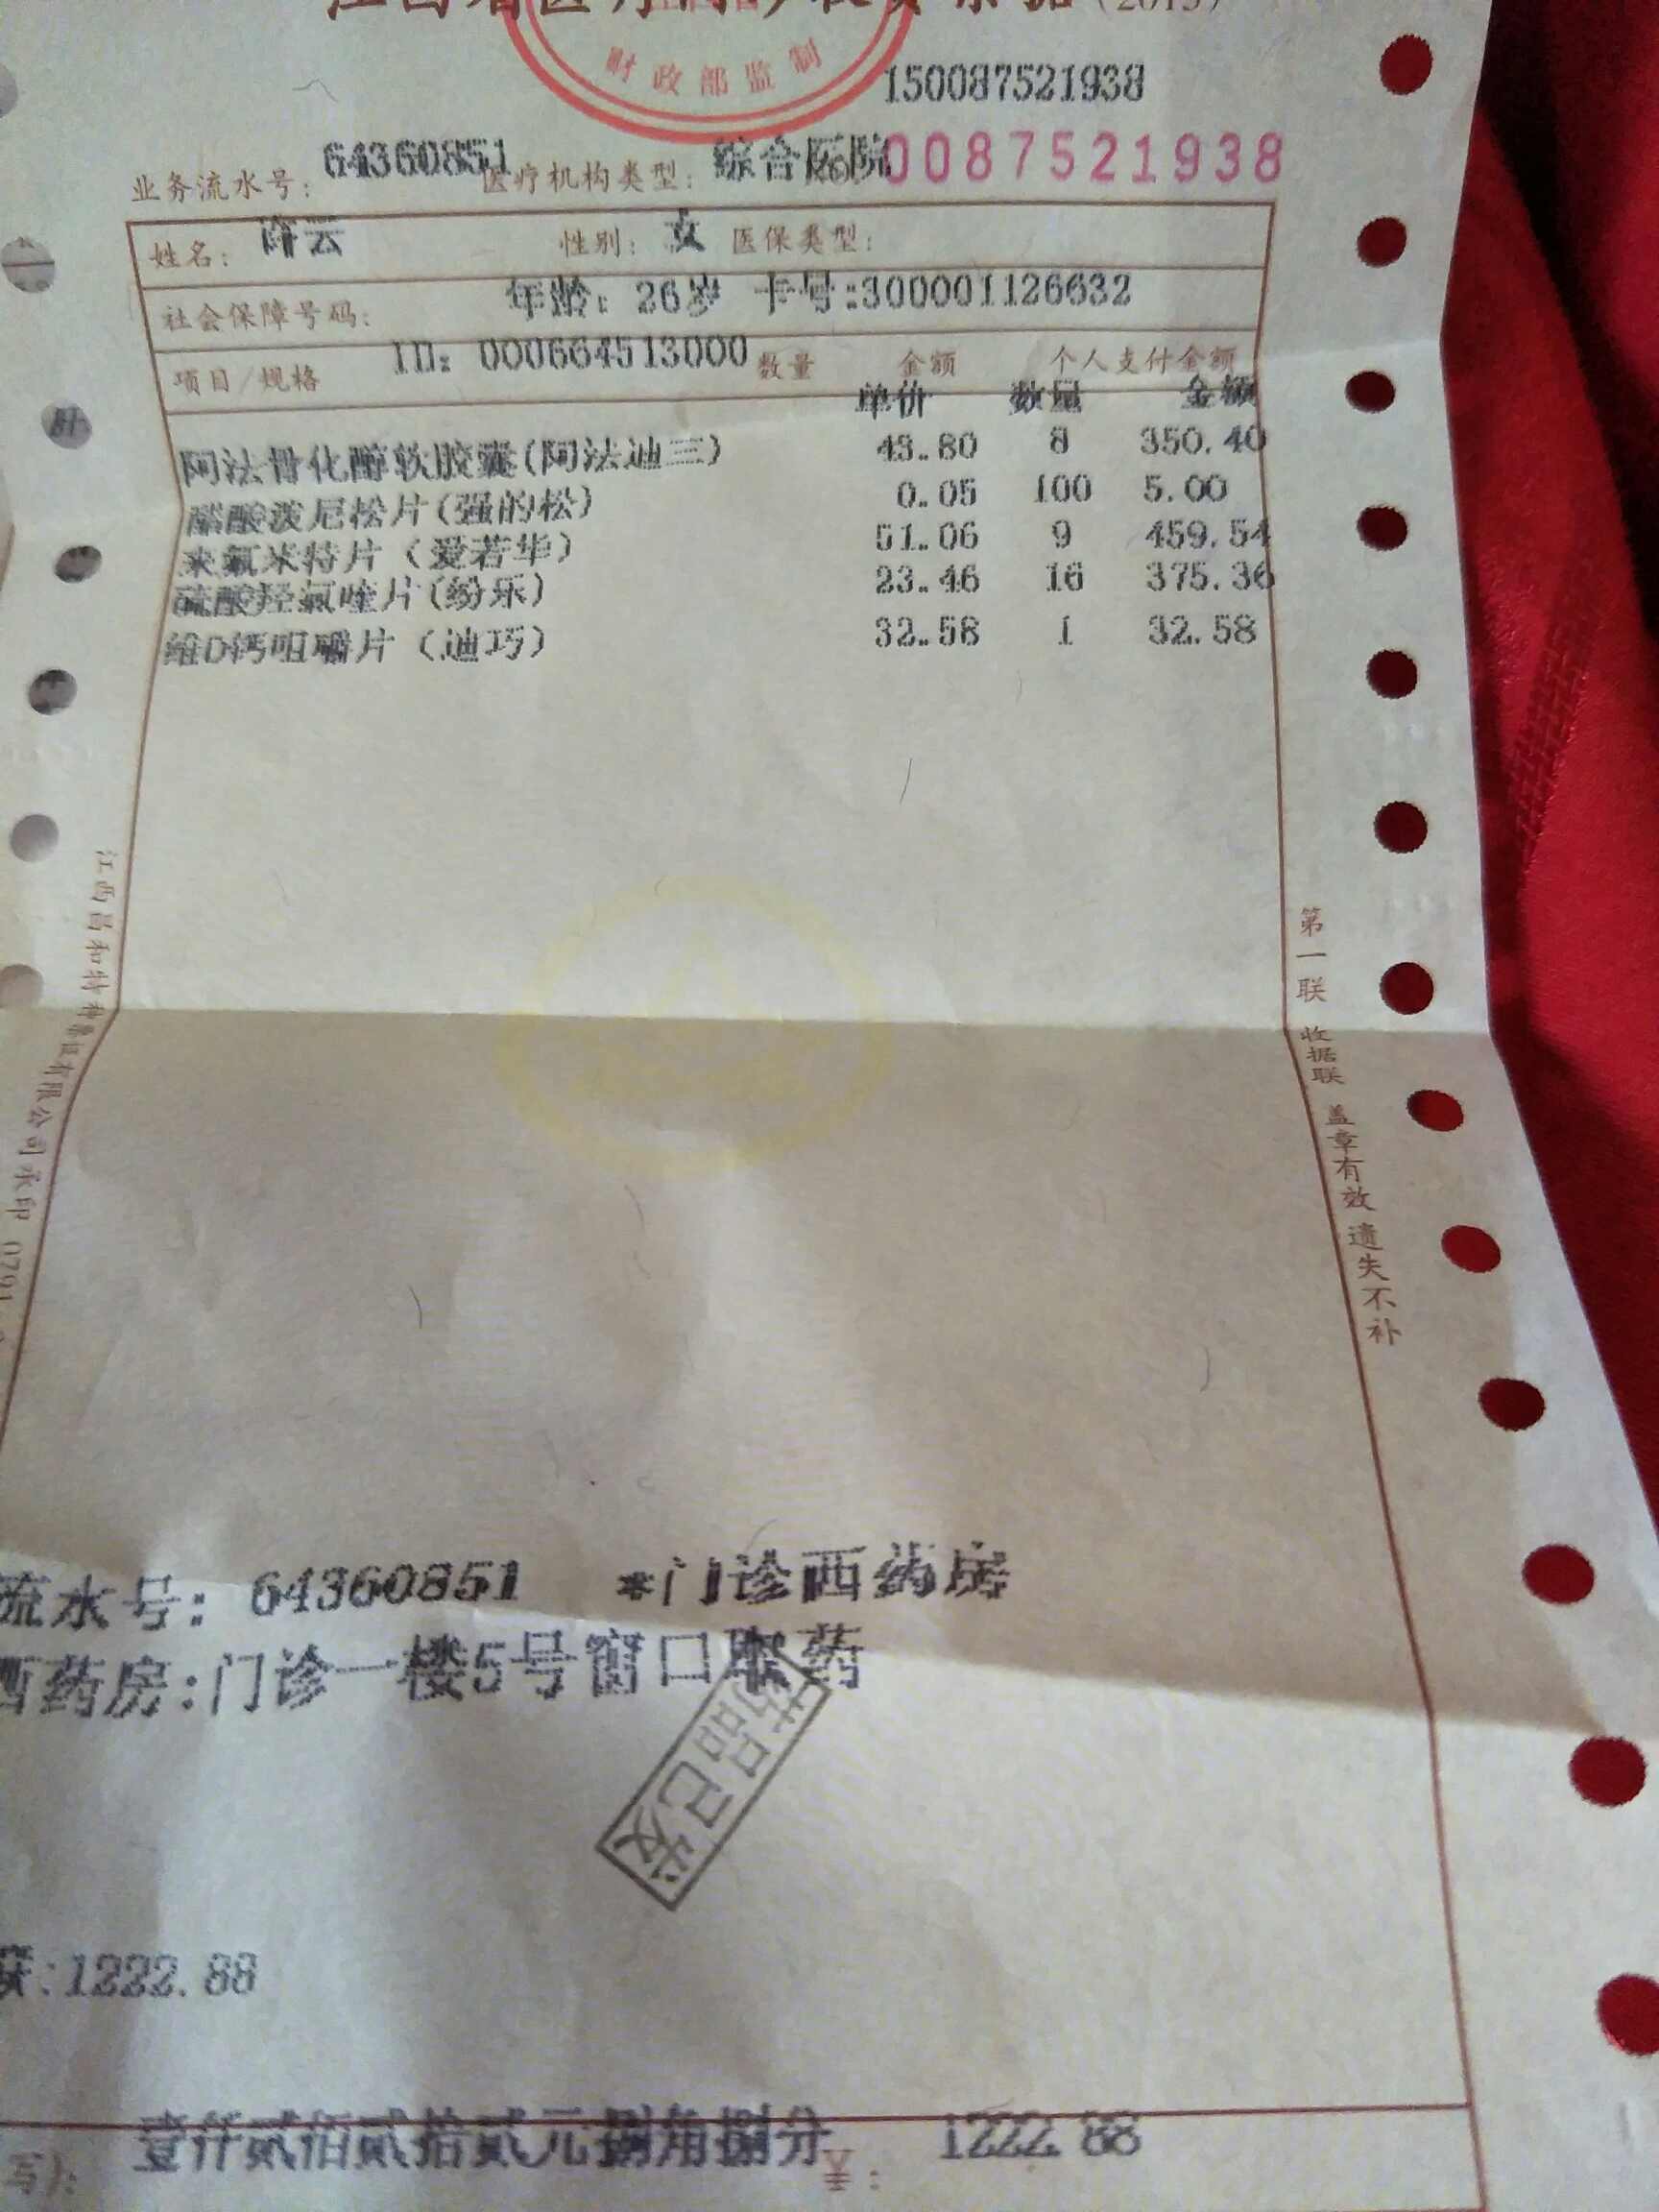 财政部监制
150087521938
业务流水号: 64360851 医疗机构类型: 综合医院 0087521938
姓名: 许云 性别: 女 医保类型:
社会保障号码: 年龄: 26岁 卡号:300001126632
项目/规格 ID: 000664513000 数量 金额 个人支付金额
单价 数量 金额
阿法骨化醇软胶囊(阿法迪三) 43.80 8 350.40
醋酸泼尼松片(强的松) 0.05 100 5.00
来氟米特片(爱若华) 51.06 9 459.54
硫酸羟氯喹片(纷乐) 23.46 16 375.36
维D钙咀嚼片(迪巧) 32.58 1 32.58
第一联 收据联 盖章有效 遗失不补
流水号: 64360851 *门诊西药房
西药房:门诊一楼5号窗口取药
药品已发
:1222.88
写): 壹仟贰佰贰拾贰元捌角捌分 ¥: 1222.88